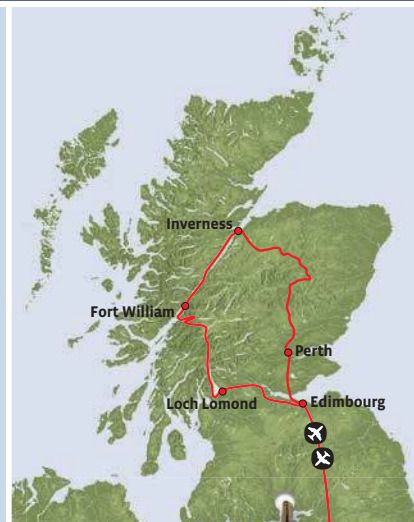 Inverness
Fort William
Perth
Loch Lomond
Edimbourg